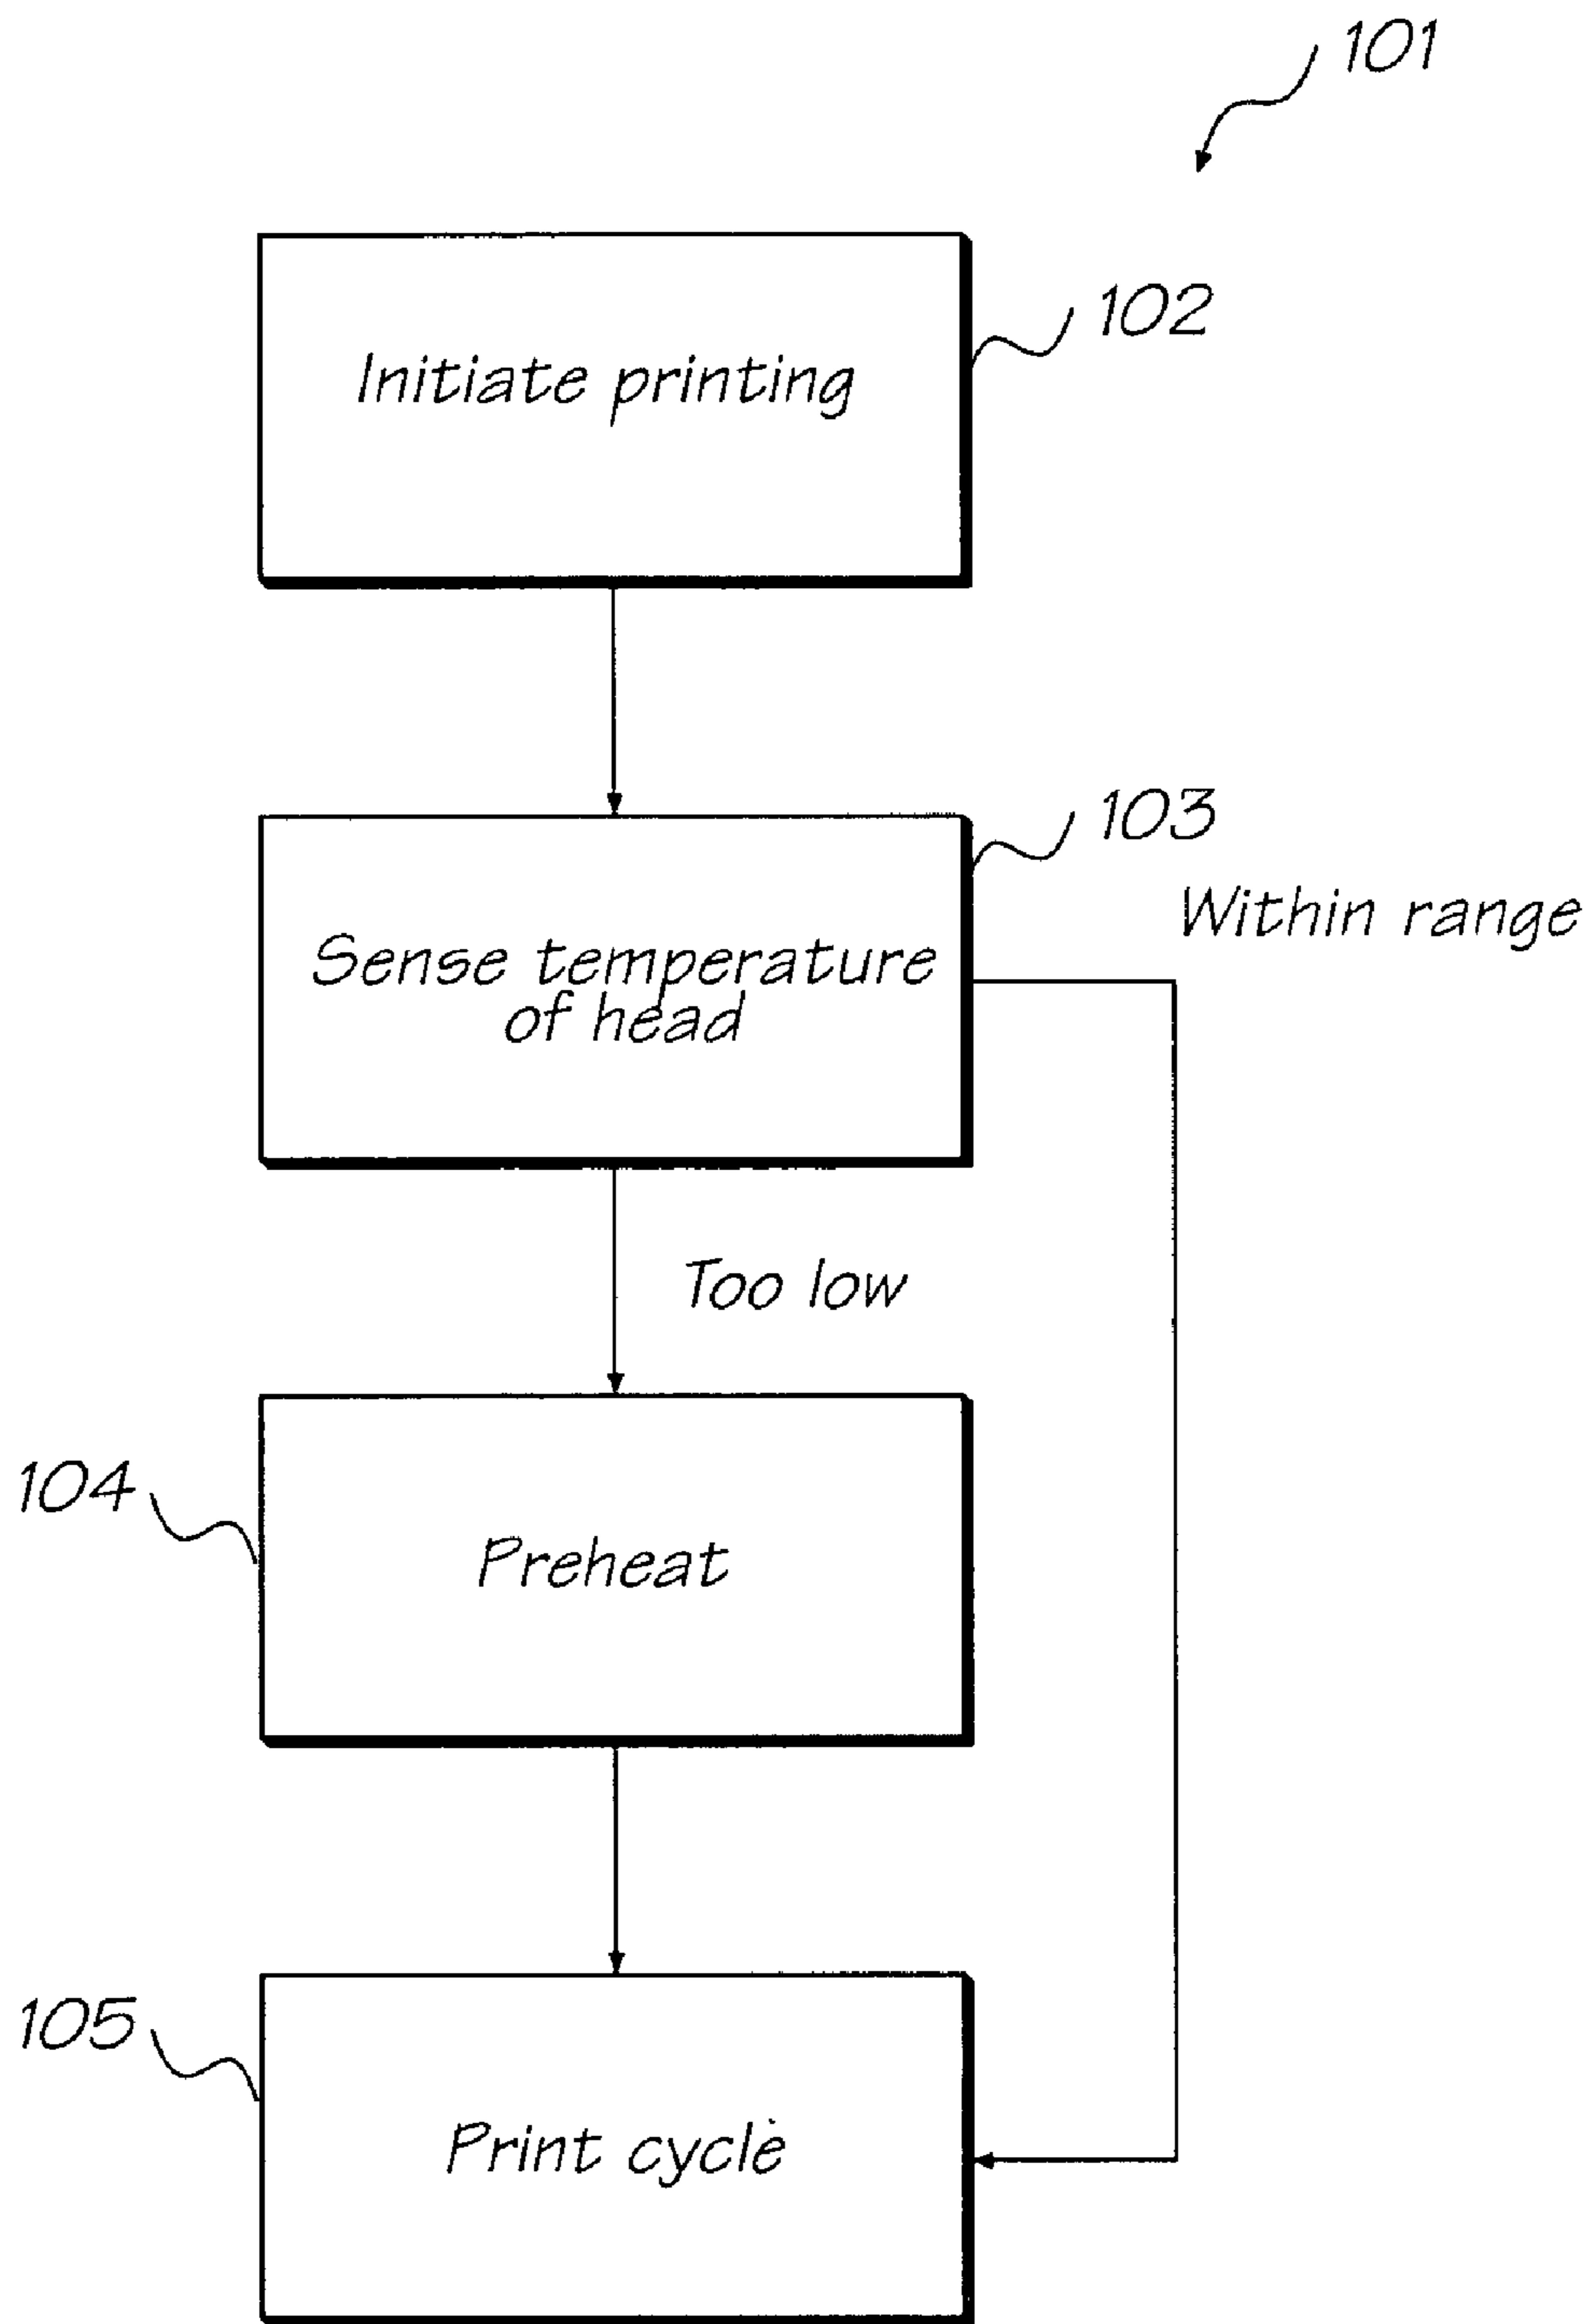 101
Initiate printing
102
103
Within range
Sense temperature
of head
Too low
104
Preheat
105
Print cycle